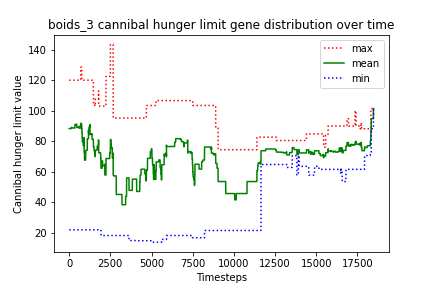 boids_3 cannibal hunger limit gene distribution over time
max
mean
min
Cannibal hunger limit value
140
120
100
80
60
40
20
0
2500
5000
7500
10000
12500
15000
17500
Timesteps